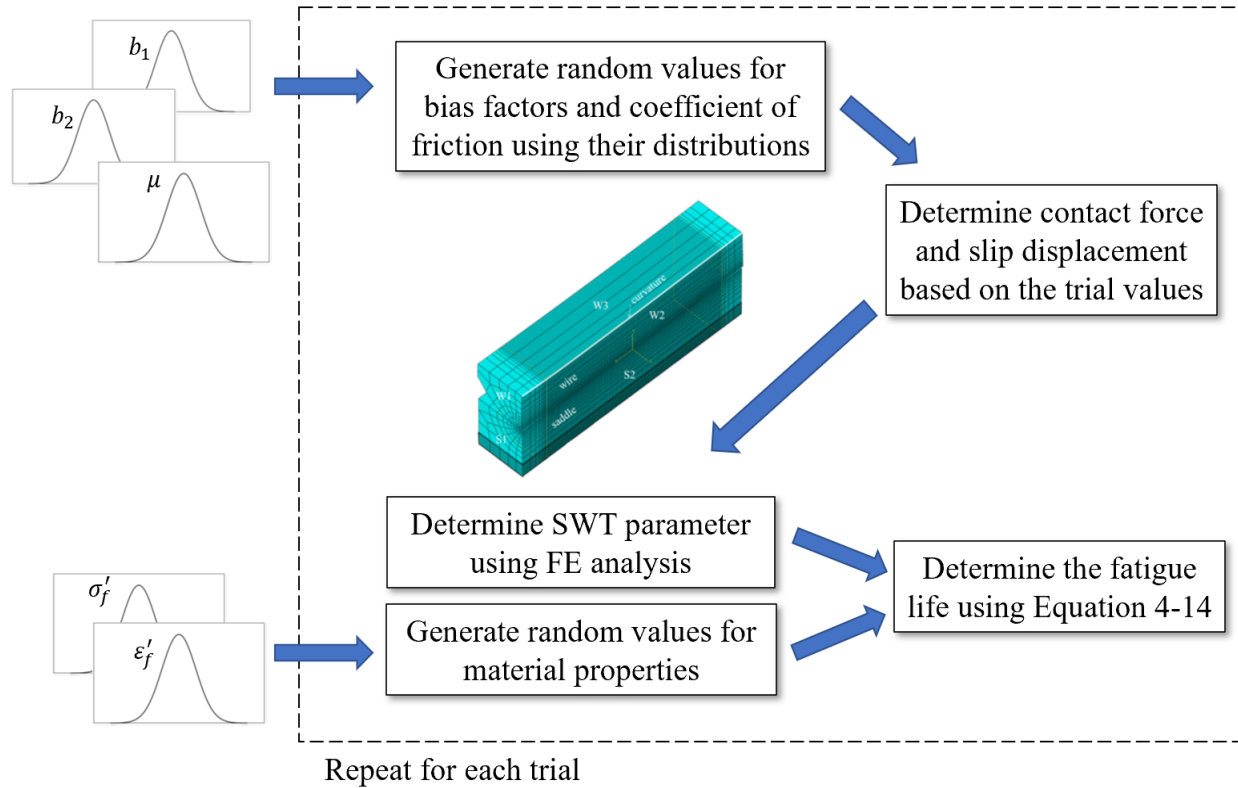 b₁
b₂
μ
Generate random values for
bias factors and coefficient of
friction using their distributions
Determine contact force
and slip displacement
based on the trial values
W3
curvature
W2
wire
S2
W1
saddle
S1
Determine SWT parameter
using FE analysis
σ′f
ε′f
Generate random values for
material properties
Determine the fatigue
life using Equation 4-14
Repeat for each trial